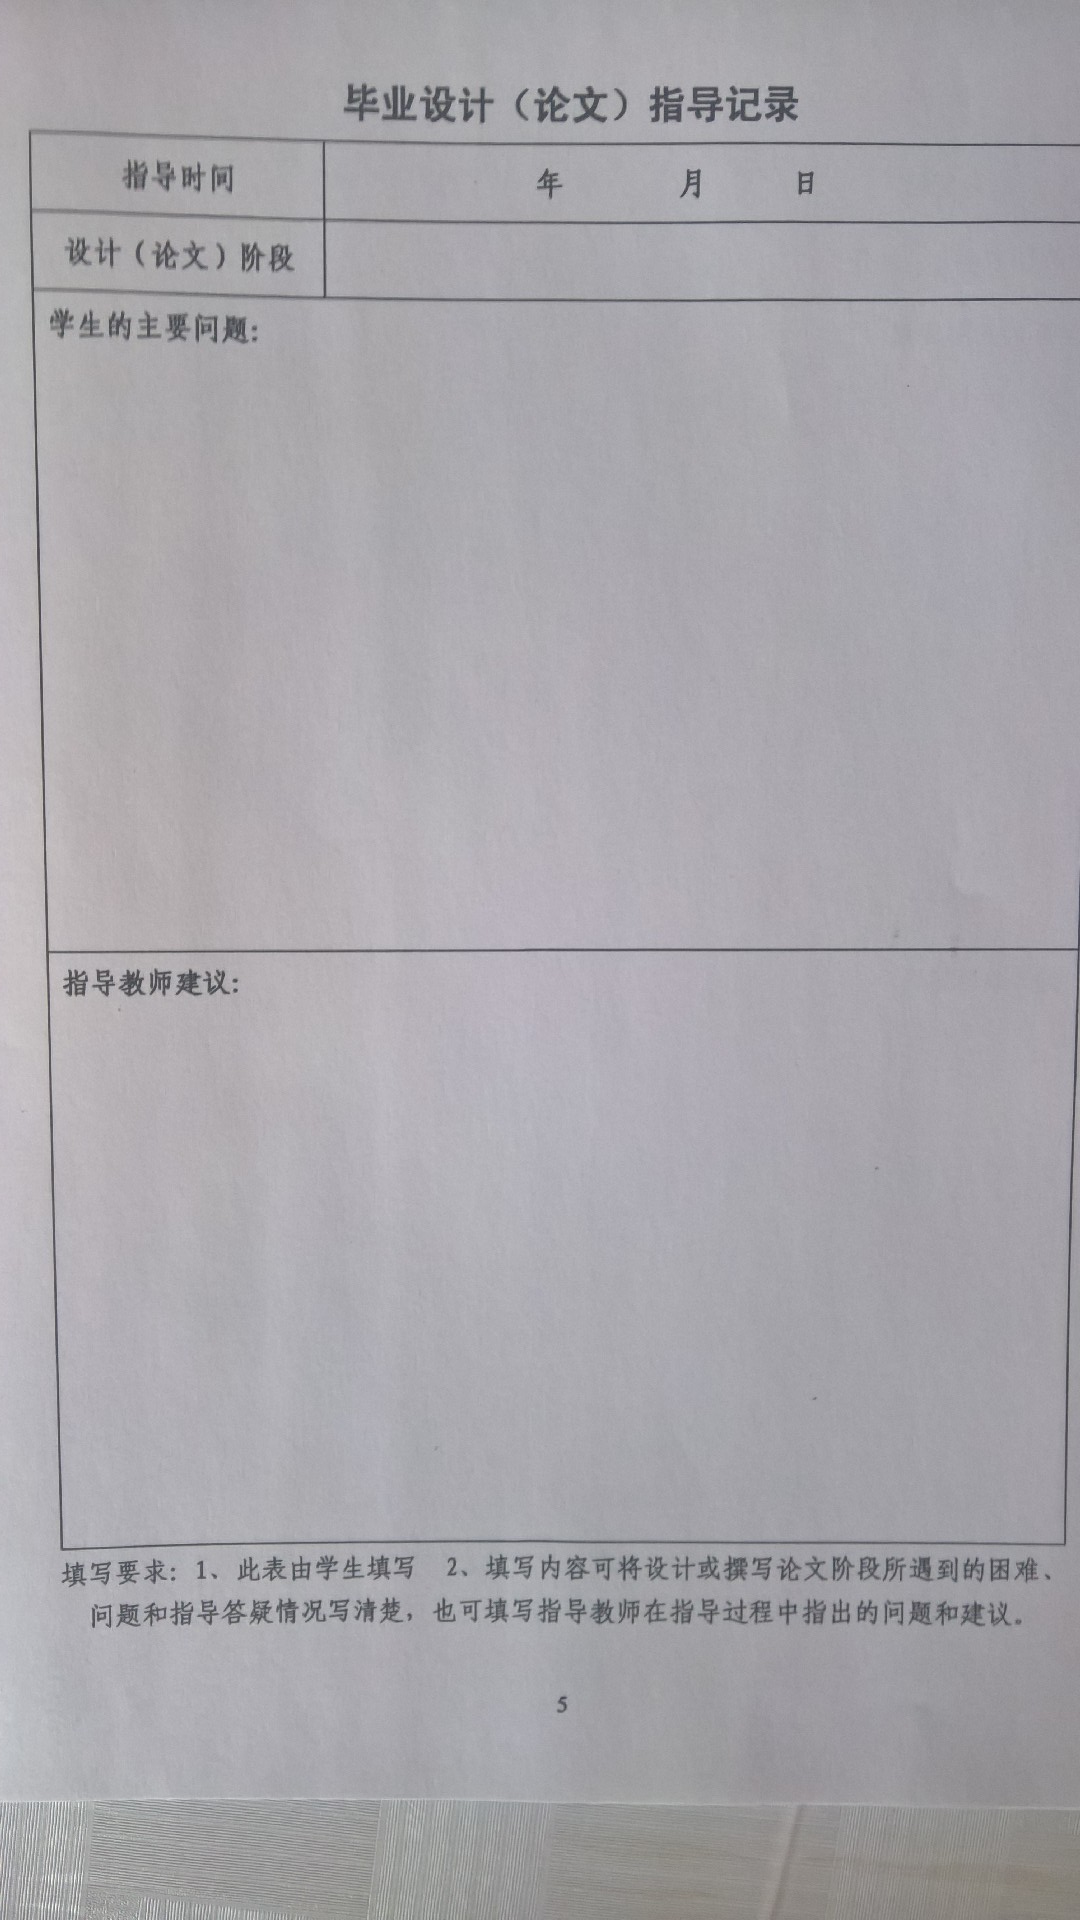 毕业设计（论文）指导记录
指导时间 年 月 日
设计（论文）阶段
学生的主要问题：
指导教师建议：
填写要求：1、此表由学生填写 2、填写内容可将设计或撰写论文阶段所遇到的困难、
问题和指导答疑情况写清楚，也可填写指导教师在指导过程中指出的问题和建议。
5